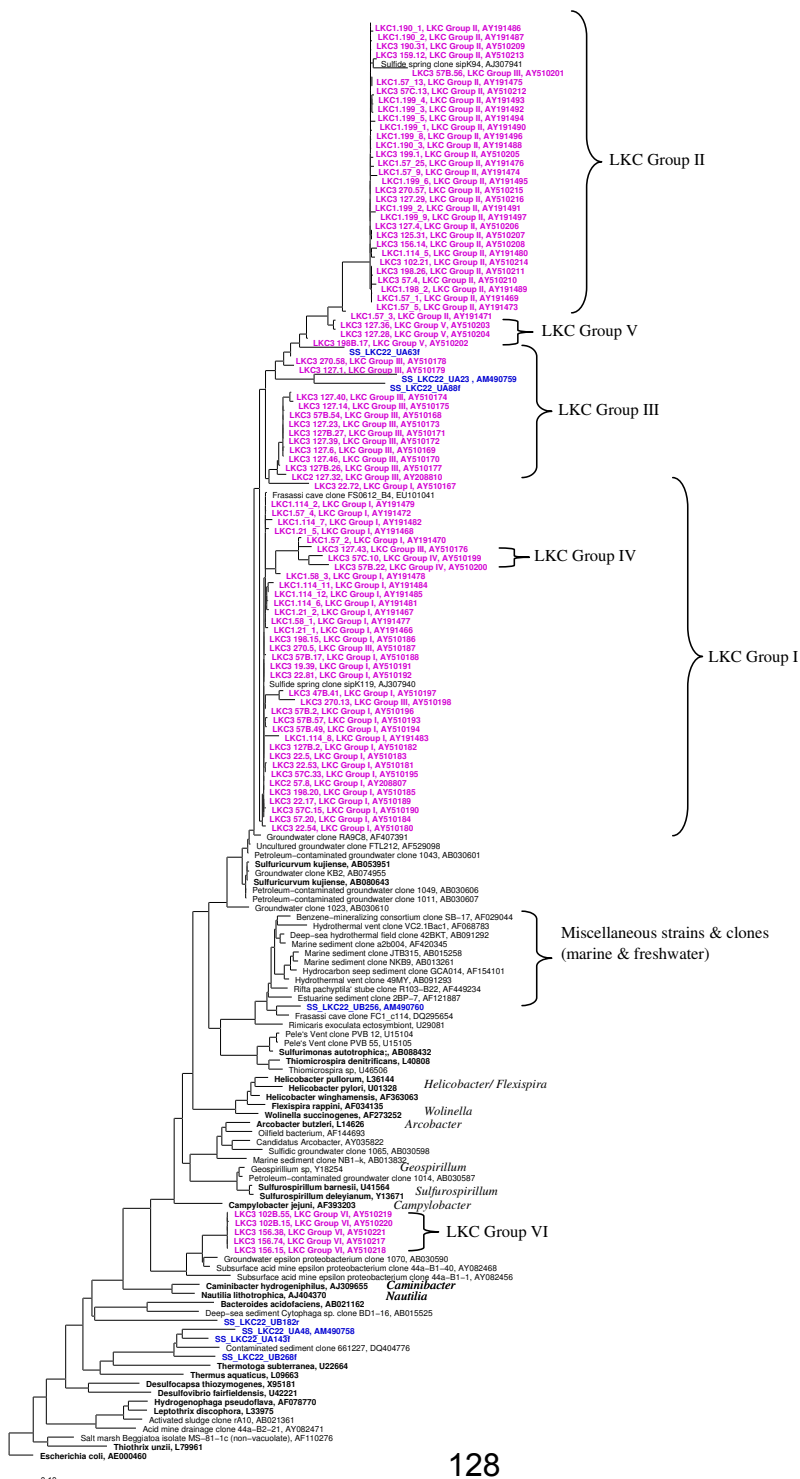 LKC1.190_1, LKC Group II, AY191486
LKC1.190_2, LKC Group II, AY191487
LKC3 190.31, LKC Group II, AY510209
LKC3 159.12, LKC Group II, AY510213
Sulfide spring clone sipK94, AJ307941
LKC3 57B.56, LKC Group III, AY510201
LKC1.57_13, LKC Group II, AY191475
LKC3 57C.13, LKC Group II, AY510212
LKC1.199_4, LKC Group II, AY191493
LKC1.199_3, LKC Group II, AY191492
LKC1.199_5, LKC Group II, AY191494
LKC1.199_1, LKC Group II, AY191490
LKC1.199_8, LKC Group II, AY191496
LKC1.190_3, LKC Group II, AY191488
LKC3 199.1, LKC Group II, AY510205
LKC1.57_25, LKC Group II, AY191476
LKC1.57_9, LKC Group II, AY191474
LKC1.199_6, LKC Group II, AY191495
LKC3 270.57, LKC Group II, AY510215
LKC3 127.29, LKC Group II, AY510216
LKC1.199_2, LKC Group II, AY191491
LKC1.199_9, LKC Group II, AY191497
LKC3 127.4, LKC Group II, AY510206
LKC3 125.31, LKC Group II, AY510207
LKC3 156.14, LKC Group II, AY510208
LKC1.114_5, LKC Group II, AY191480
LKC3 102.21, LKC Group II, AY510214
LKC3 198.26, LKC Group II, AY510211
LKC3 57.4, LKC Group II, AY510210
LKC1.198_2, LKC Group II, AY191489
LKC1.57_1, LKC Group II, AY191469
LKC1.57_5, LKC Group II, AY191473
LKC Group II
LKC1.57_3, LKC Group II, AY191471
LKC3 127.36, LKC Group V, AY510203
LKC3 127.28, LKC Group V, AY510204
LKC3 198B.17, LKC Group V, AY510202
LKC Group V
SS_LKC22_UA63f
LKC3 270.58, LKC Group III, AY510178
LKC3 127.1, LKC Group III, AY510179
SS_LKC22_UA23 , AM490759
SS_LKC22_UA88f
LKC3 127.40, LKC Group III, AY510174
LKC3 127.14, LKC Group III, AY510175
LKC3 57B.54, LKC Group III, AY510168
LKC3 127.23, LKC Group III, AY510173
LKC3 127B.27, LKC Group III, AY510171
LKC3 127.39, LKC Group III, AY510172
LKC3 127.6, LKC Group III, AY510169
LKC3 127.46, LKC Group III, AY510170
LKC3 127B.26, LKC Group III, AY510177
LKC2 127.32, LKC Group III, AY208810
LKC Group III
LKC3 22.72, LKC Group I, AY510167
Frasassi cave clone FS0612_B4, EU101041
LKC1.114_2, LKC Group I, AY191479
LKC1.57_4, LKC Group I, AY191472
LKC1.114_7, LKC Group I, AY191482
LKC1.21_5, LKC Group I, AY191468
LKC1.57_2, LKC Group I, AY191470
LKC3 127.43, LKC Group III, AY510176
LKC3 57C.10, LKC Group IV, AY510199
LKC3 57B.22, LKC Group IV, AY510200
LKC Group IV
LKC1.58_3, LKC Group I, AY191478
LKC1.114_11, LKC Group I, AY191484
LKC1.114_12, LKC Group I, AY191485
LKC1.114_6, LKC Group I, AY191481
LKC1.21_2, LKC Group I, AY191467
LKC1.58_1, LKC Group I, AY191477
LKC1.21_1, LKC Group I, AY191466
LKC3 198.15, LKC Group I, AY510186
LKC3 270.5, LKC Group III, AY510187
LKC3 57B.17, LKC Group I, AY510188
LKC3 19.39, LKC Group I, AY510191
LKC3 22.81, LKC Group I, AY510192
Sulfide spring clone sipK119, AJ307940
LKC3 47B.41, LKC Group I, AY510197
LKC3 270.13, LKC Group III, AY510198
LKC3 57B.2, LKC Group I, AY510196
LKC3 57B.57, LKC Group I, AY510193
LKC3 57B.49, LKC Group I, AY510194
LKC1.114_8, LKC Group I, AY191483
LKC3 127B.2, LKC Group I, AY510182
LKC3 22.5, LKC Group I, AY510183
LKC3 22.53, LKC Group I, AY510181
LKC3 57C.33, LKC Group I, AY510195
LKC2 57.8, LKC Group I, AY208807
LKC3 198.20, LKC Group I, AY510185
LKC3 22.17, LKC Group I, AY510189
LKC3 57C.15, LKC Group I, AY510190
LKC3 57.20, LKC Group I, AY510184
LKC3 22.54, LKC Group I, AY510180
LKC Group I
Groundwater clone RA9C8, AF407391
Uncultured groundwater clone FTL212, AF529098
Petroleum−contaminated groundwater clone 1043, AB030601
Sulfuricurvum kujiense, AB053951
Groundwater clone KB2, AB074955
Sulfuricurvum kujiense, AB080643
Petroleum−contaminated groundwater clone 1049, AB030606
Petroleum−contaminated groundwater clone 1011, AB030607
Groundwater clone 1023, AB030610
Benzene−mineralizing consortium clone SB−17, AF029044
Hydrothermal vent clone VC2.1Bac1, AF068783
Deep−sea hydrothermal field clone 42BKT, AB091292
Marine sediment a2b004, AF420345
Marine sediment clone JTB315, AB015258
Marine sediment clone NKB9, AB013261
Hydrocarbon seep sediment clone GCA014, AF154101
Hydrothermal vent clone 49MY, AB091293
Rifta pachyptila' stube clone R103−B22, AF449234
Estuarine sediment clone 2BP−7, AF121887
Miscellaneous strains & clones
(marine & freshwater)
SS_LKC22_UB256, AM490760
Frasassi cave clone FC1_c114, DQ295654
Rimicaris exoculata ectosymbiont, U29081
Pele's Vent clone PVB 12, U15104
Pele's Vent clone PVB 55, U15105
Sulfurimonas autotrophica;, AB088432
Thiomicrospira denitrificans, L40808
Thiomicrospira sp, U46506
Helicobacter pullorum, L36144
Helicobacter pylori, U01328
Helicobacter/ Flexispira
Helicobacter winghamensis, AF363063
Flexispira rappini, AF034135
Wolinella succinogenes, AF273252
Wolinella
Arcobacter butzleri, L14626
Arcobacter
Oilfield bacterium, AF144693
Candidatus Arcobacter, AY035822
Sulfidic groundwater clone 1065, AB030598
Marine sediment clone NB1−k, AB013832
Geospirillium sp, Y18254
Geospirillum
Petroleum−contaminated groundwater clone 1014, AB030587
Sulfurospirillum barnesii, U41564
Sulfurospirillum deleyianum, Y13671
Sulfurospirillum
Campylobacter jejuni, AF393203
Campylobacter
LKC3 102B.55, LKC Group VI, AY510219
LKC3 102B.15, LKC Group VI, AY510220
LKC3 156.38, LKC Group VI, AY510221
LKC3 156.74, LKC Group VI, AY510217
LKC3 156.15, LKC Group VI, AY510218
LKC Group VI
Groundwater epsilon proteobacterium clone 1070, AB030590
Subsurface acid mine epsilon proteobacterium clone 44a−B1−40, AY082468
Subsurface acid mine epsilon proteobacterium clone 44a−B1−1, AY082456
Caminibacter hydrogeniphilus, AJ309655
Caminibacter
Nautilia lithotrophica, AJ404370
Nautilia
Bacteroides acidofaciens, AB021162
Deep−sea sediment Cytophaga sp. clone BD1−16, AB015525
SS_LKC22_UB182r
SS_LKC22_UA48, AM490758
SS_LKC22_UA143f
Contaminated sediment clone 661227, DQ404776
SS_LKC22_UB268f
Thermotoga subterranea, U22664
Thermus aquaticus, L09663
Desulfocapsa thiozymogenes, X95181
Desulfovibrio fairfieldensis, U42221
Hydrogenophaga pseudoflava, AF078770
Leptothrix discophora, L33975
Activated sludge clone rA10, AB021361
Acid mine drainage clone 44a−B2−21, AY082471
Salt marsh Beggiatoa isolate MS−81−1c (non−vacuolate), AF110276
Thiothrix unzii, L79961
Escherichia coli, AE000460
128